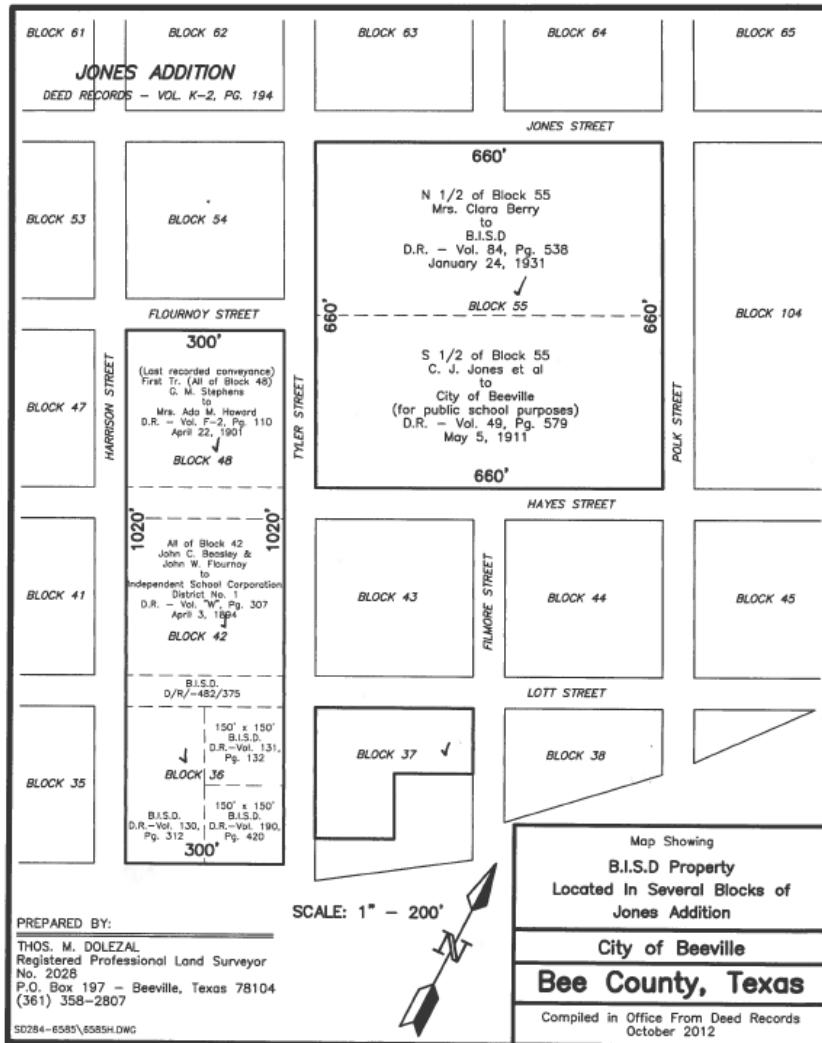 BLOCK 61
BLOCK 62
BLOCK 63
BLOCK 64
BLOCK 65
JONES ADDITION
DEED RECORDS – VOL. K-2, PG. 194
JONES STREET
BLOCK 53
BLOCK 54
660'
N 1/2 of Block 55
Mrs. Clara Berry
to
B.I.S.D
D.R. – Vol. 84, Pg. 538
January 24, 1931
660'
BLOCK 55
660'
BLOCK 104
FLOURNOY STREET
S 1/2 of Block 55
C. J. Jones et al
to
City of Beeville
(for public school purposes)
D.R. – Vol. 49, Pg. 579
May 5, 1911
660'
HARRISON STREET
TYLER STREET
POLK STREET
BLOCK 47
300'
(Last recorded conveyance)
First Tr. (All of Block 48)
G. M. Stephens
to
Mrs. Ada M. Howard
D.R. – Vol. F-2, Pg. 110
April 22, 1901
BLOCK 48
HAYES STREET
1020'
1020'
All of Block 42
John C. Beasley &
John W. Flournoy
to
Independent School Corporation
District No. 1
D.R. – Vol. "W", Pg. 307
April 3, 1894
BLOCK 42
BLOCK 41
BLOCK 43
FILMORE STREET
BLOCK 44
BLOCK 45
B.I.S.D.
D/R/-482/375
LOTT STREET
BLOCK 35
150' x 150'
B.I.S.D.
D.R.-Vol. 131,
Pg. 132
BLOCK 36
B.I.S.D.
D.R.-Vol. 130,
Pg. 312
150' x 150'
B.I.S.D.
D.R.-Vol. 190,
Pg. 420
300'
BLOCK 37
BLOCK 38
SCALE: 1" – 200'
N
PREPARED BY:
THOS. M. DOLEZAL
Registered Professional Land Surveyor
No. 2028
P.O. Box 197 – Beeville, Texas 78104
(361) 358-2807
SD284-6585\6585H.DWG
Map Showing
B.I.S.D Property
Located In Several Blocks of
Jones Addition
City of Beeville
Bee County, Texas
Compiled in Office From Deed Records
October 2012